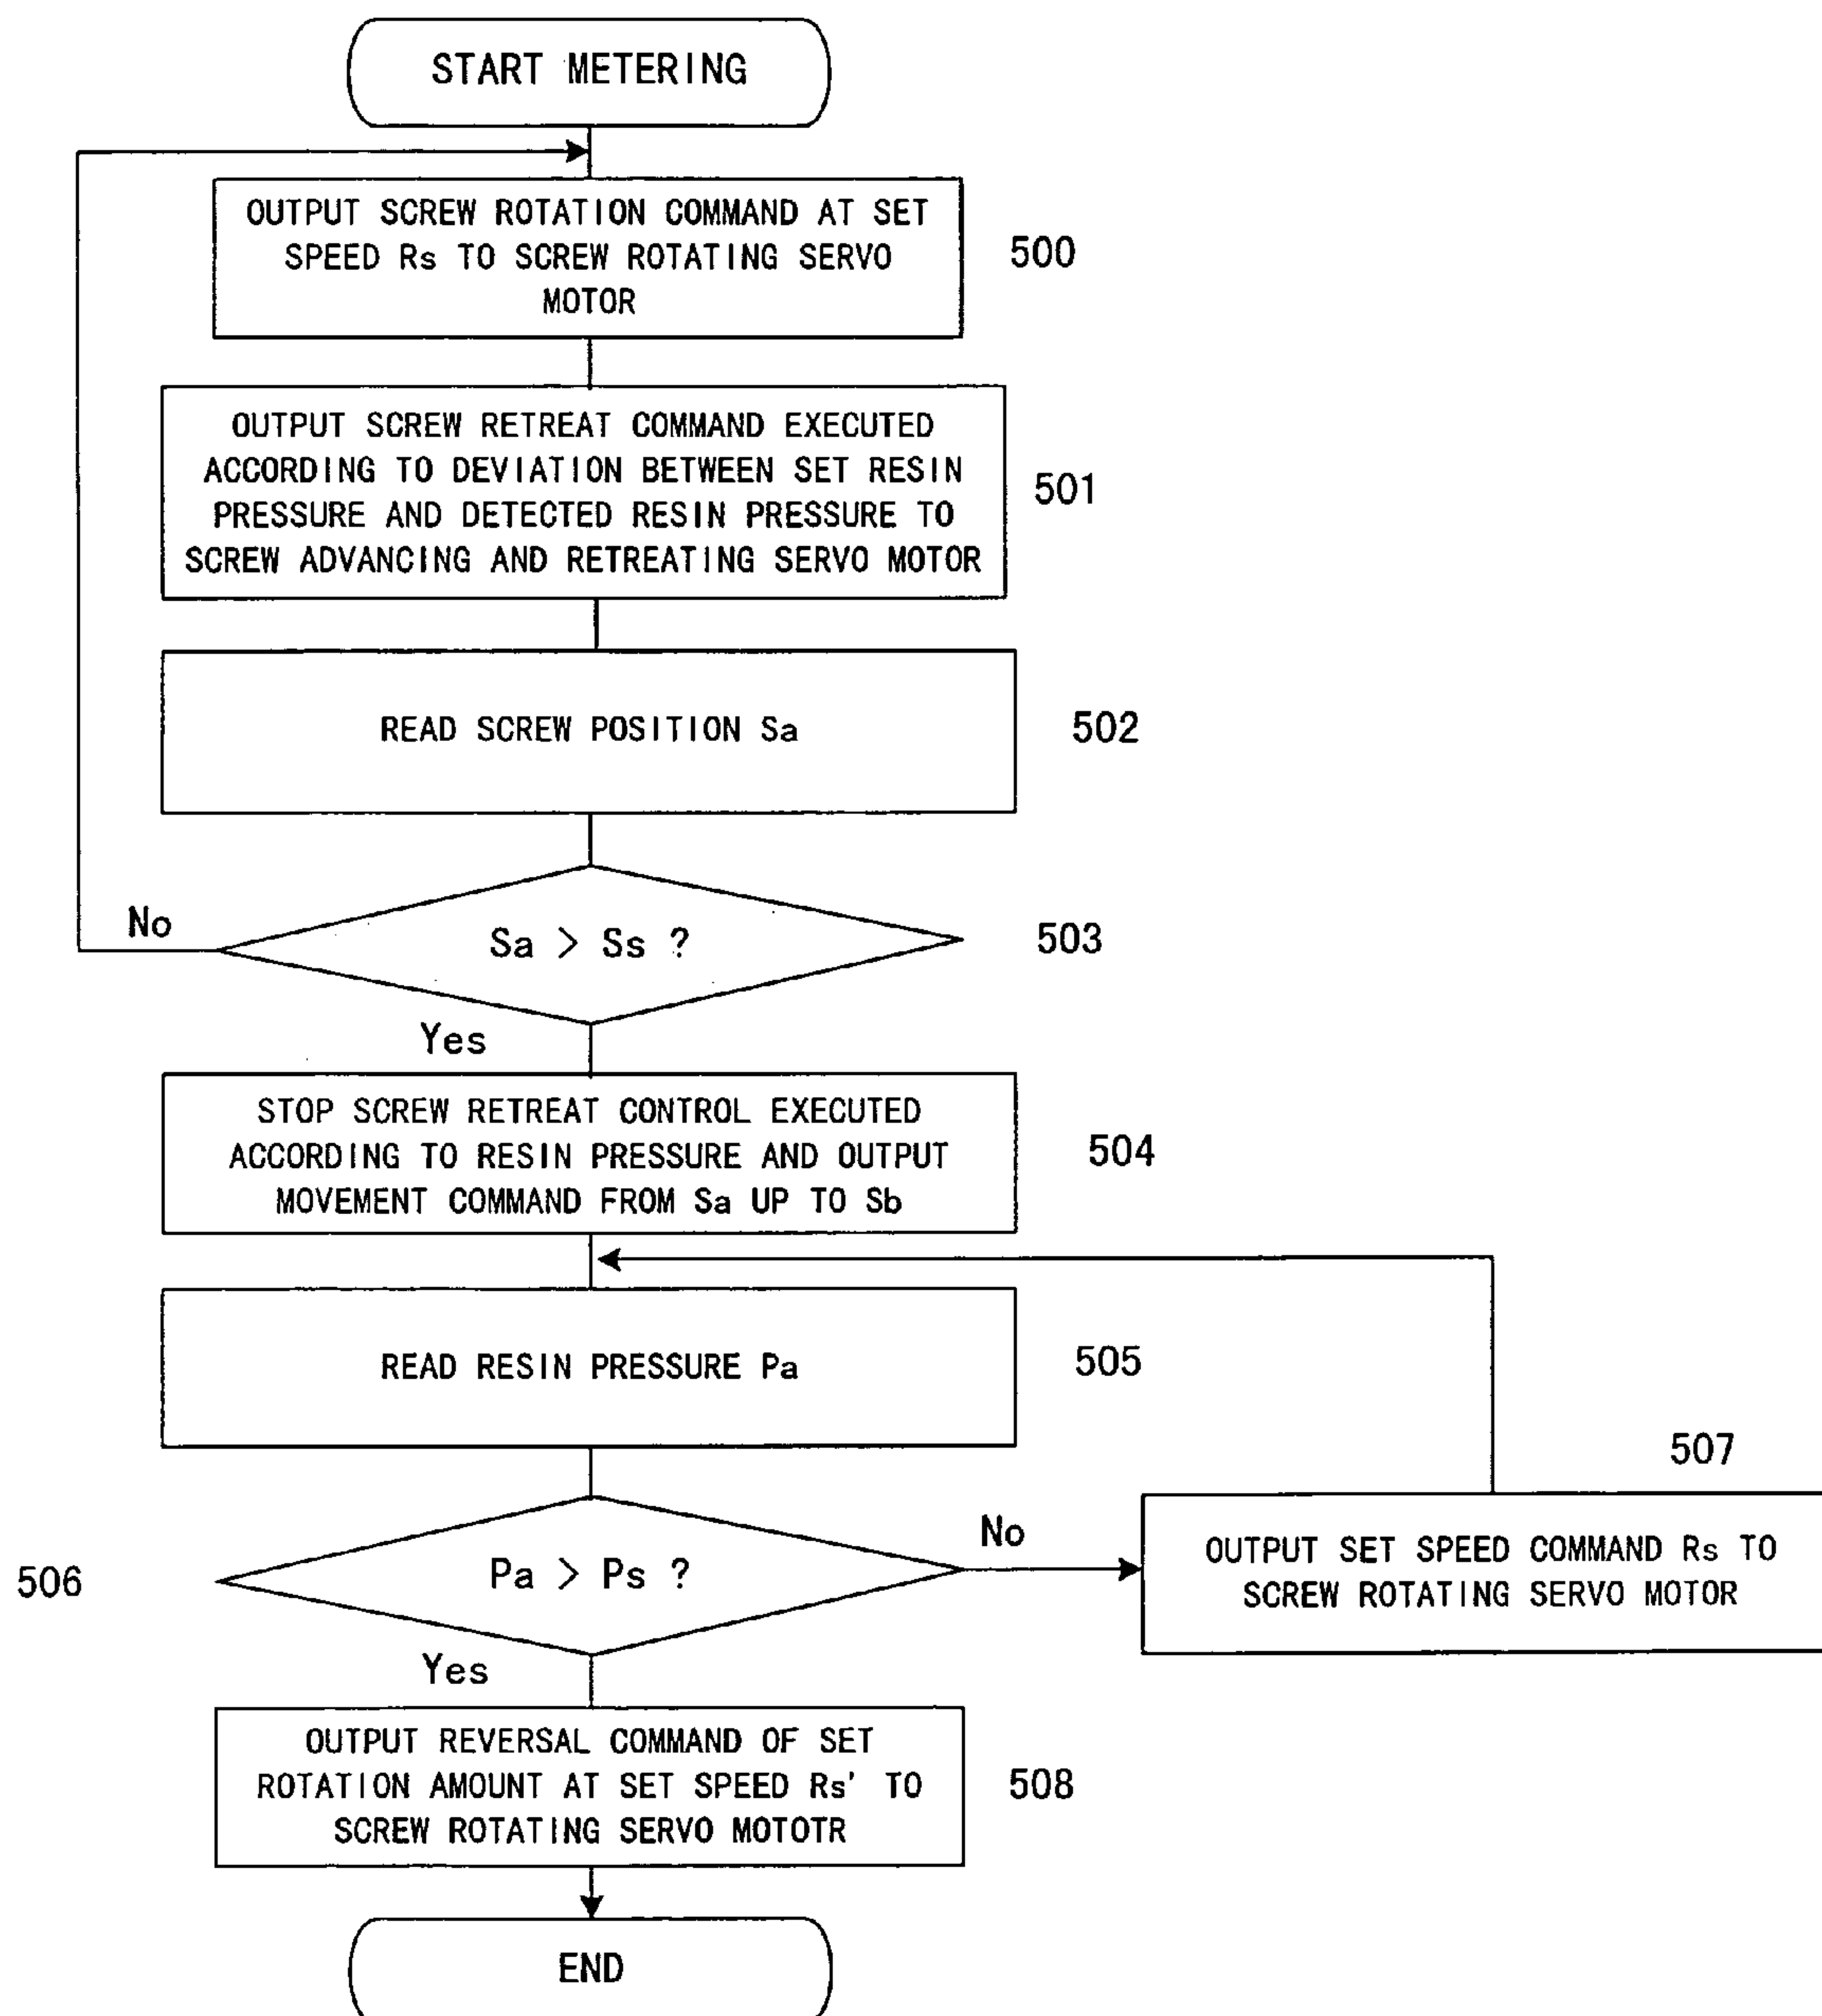 START METERING
OUTPUT SCREW ROTATION COMMAND AT SET
SPEED Rs TO SCREW ROTATING SERVO
MOTOR
500
OUTPUT SCREW RETREAT COMMAND EXECUTED
ACCORDING TO DEVIATION BETWEEN SET RESIN
PRESSURE AND DETECTED RESIN PRESSURE TO
SCREW ADVANCING AND RETREATING SERVO MOTOR
501
READ SCREW POSITION Sa
502
No
Sa > Ss ?
503
Yes
STOP SCREW RETREAT CONTROL EXECUTED
ACCORDING TO RESIN PRESSURE AND OUTPUT
MOVEMENT COMMAND FROM Sa UP TO Sb
504
READ RESIN PRESSURE Pa
505
506
Pa > Ps ?
No
507
OUTPUT SET SPEED COMMAND Rs TO
SCREW ROTATING SERVO MOTOR
Yes
OUTPUT REVERSAL COMMAND OF SET
ROTATION AMOUNT AT SET SPEED Rs' TO
SCREW ROTATING SERVO MOTOTR
508
END